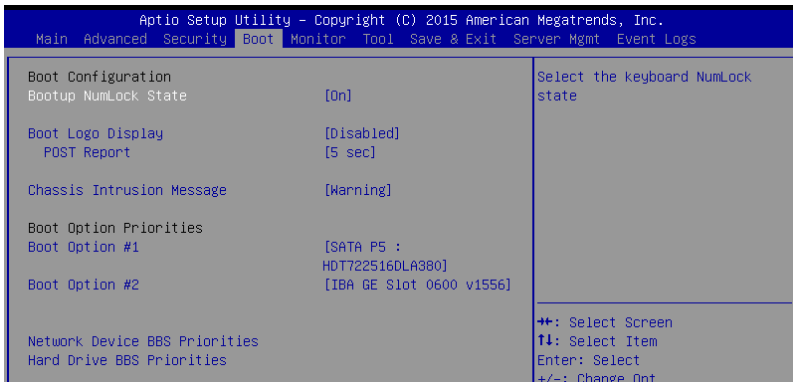 Aptio Setup Utility – Copyright (C) 2015 American Megatrends, Inc.
Main Advanced Security Boot Monitor Tool Save & Exit Server Mgmt Event Logs
Boot Configuration
Bootup NumLock State [On]
Boot Logo Display [Disabled]
POST Report [5 sec]
Chassis Intrusion Message [Warning]
Boot Option Priorities
Boot Option #1 [SATA P5 :
HDT722516DLA380]
Boot Option #2 [IBA GE Slot 0600 v1556]
Network Device BBS Priorities
Hard Drive BBS Priorities
Select the keyboard NumLock
state
→←: Select Screen
↑↓: Select Item
Enter: Select
+/-: Change Opt